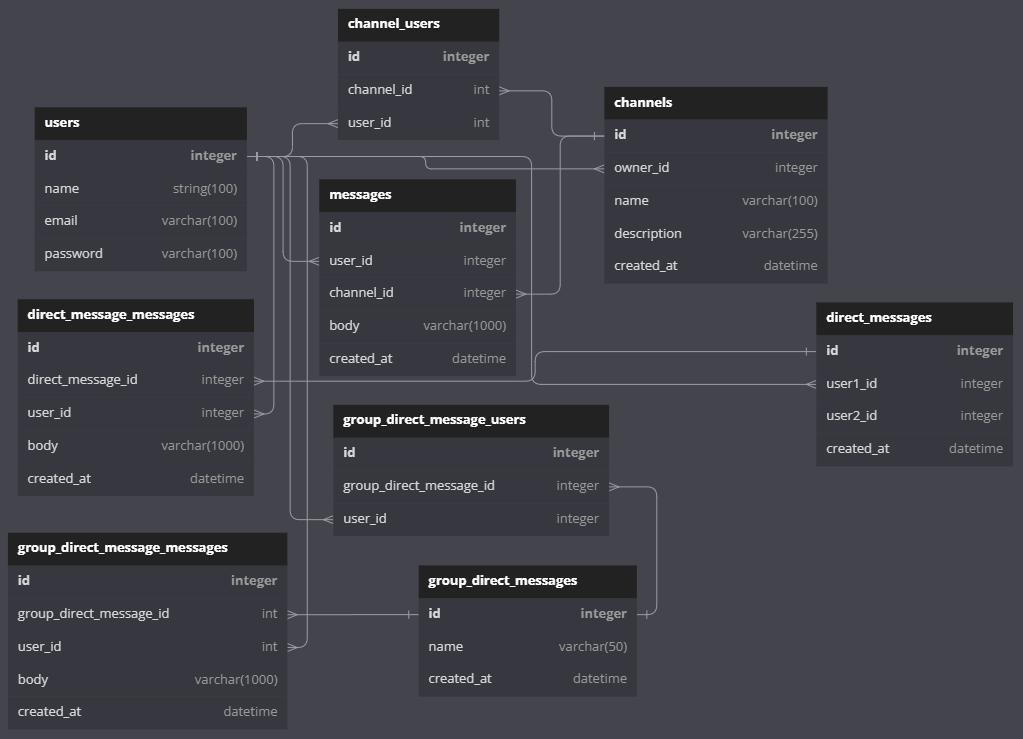 channel_users
id integer
channel_id int
user_id int
channels
id integer
owner_id integer
name varchar(100)
description varchar(255)
created_at datetime
users
id integer
name string(100)
email varchar(100)
password varchar(100)
messages
id integer
user_id integer
channel_id integer
body varchar(1000)
created_at datetime
direct_message_messages
id integer
direct_message_id integer
user_id integer
body varchar(1000)
created_at datetime
direct_messages
id integer
user1_id integer
user2_id integer
created_at datetime
group_direct_message_users
id integer
group_direct_message_id integer
user_id integer
group_direct_message_messages
id integer
group_direct_message_id int
user_id int
body varchar(1000)
created_at datetime
group_direct_messages
id integer
name varchar(50)
created_at datetime